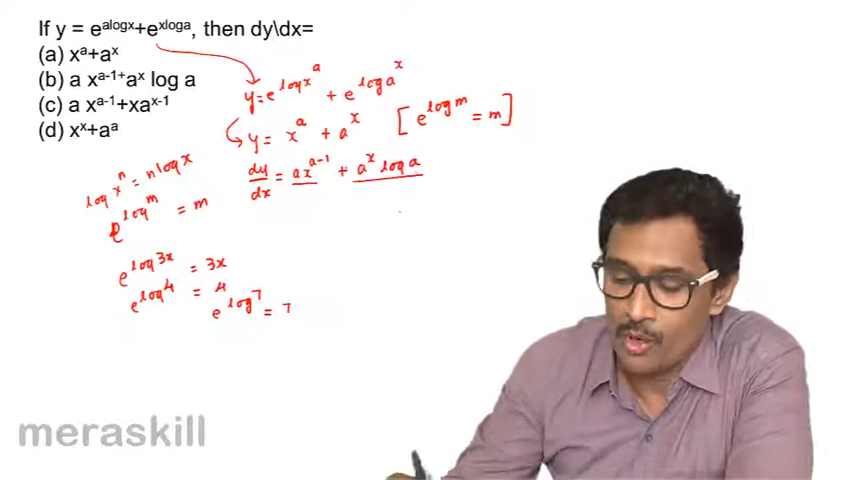 If y = e^{alogx}+e^{xloga}, then dy\dx=
(a) x^a+a^x
(b) a x^{a-1+}a^x log a
(c) a x^{a-1}+xa^{x-1}
(d) x^x+a^a
y=e^{log x^a} + e^{log a^x}
y= x^a + a^x [e^{log m} = m]
dy/dx = ax^{a-1} + a^x log a
log x^n = n log x
e^{log m} = m
e^{log 3x} = 3x
e^{log 4} = 4
e^{log 7} = 7
meraskill